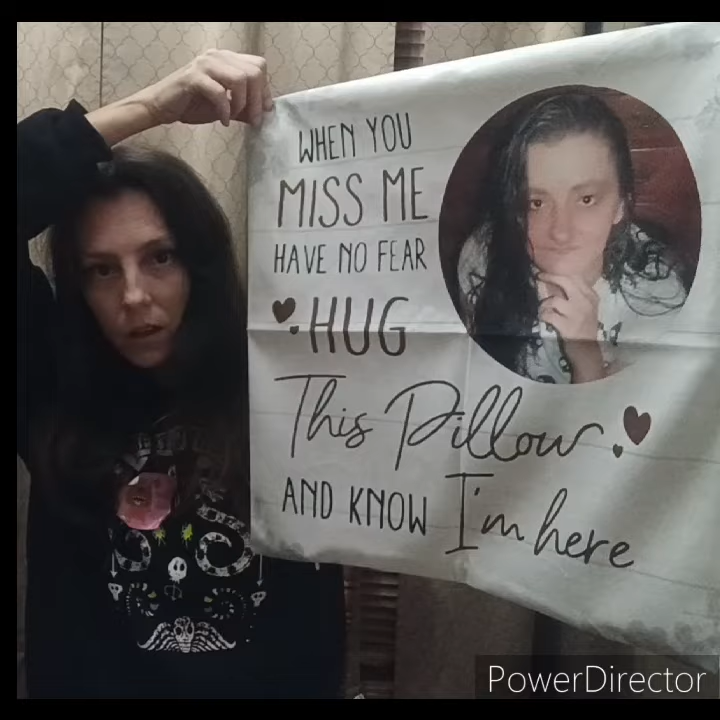 WHEN YOU
MISS ME
HAVE NO FEAR
HUG
This Pillow
AND KNOW I'm here
PowerDirector